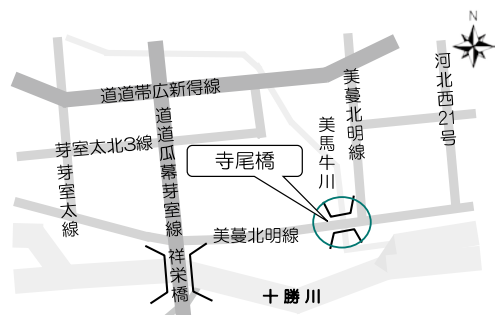 N
道道帯広新得線
美蔓北明線
河北西21号
道道瓜幕芽室線
美馬牛川
芽室太北3線
芽室太線
寺尾橋
美蔓北明線
祥栄橋
十勝川